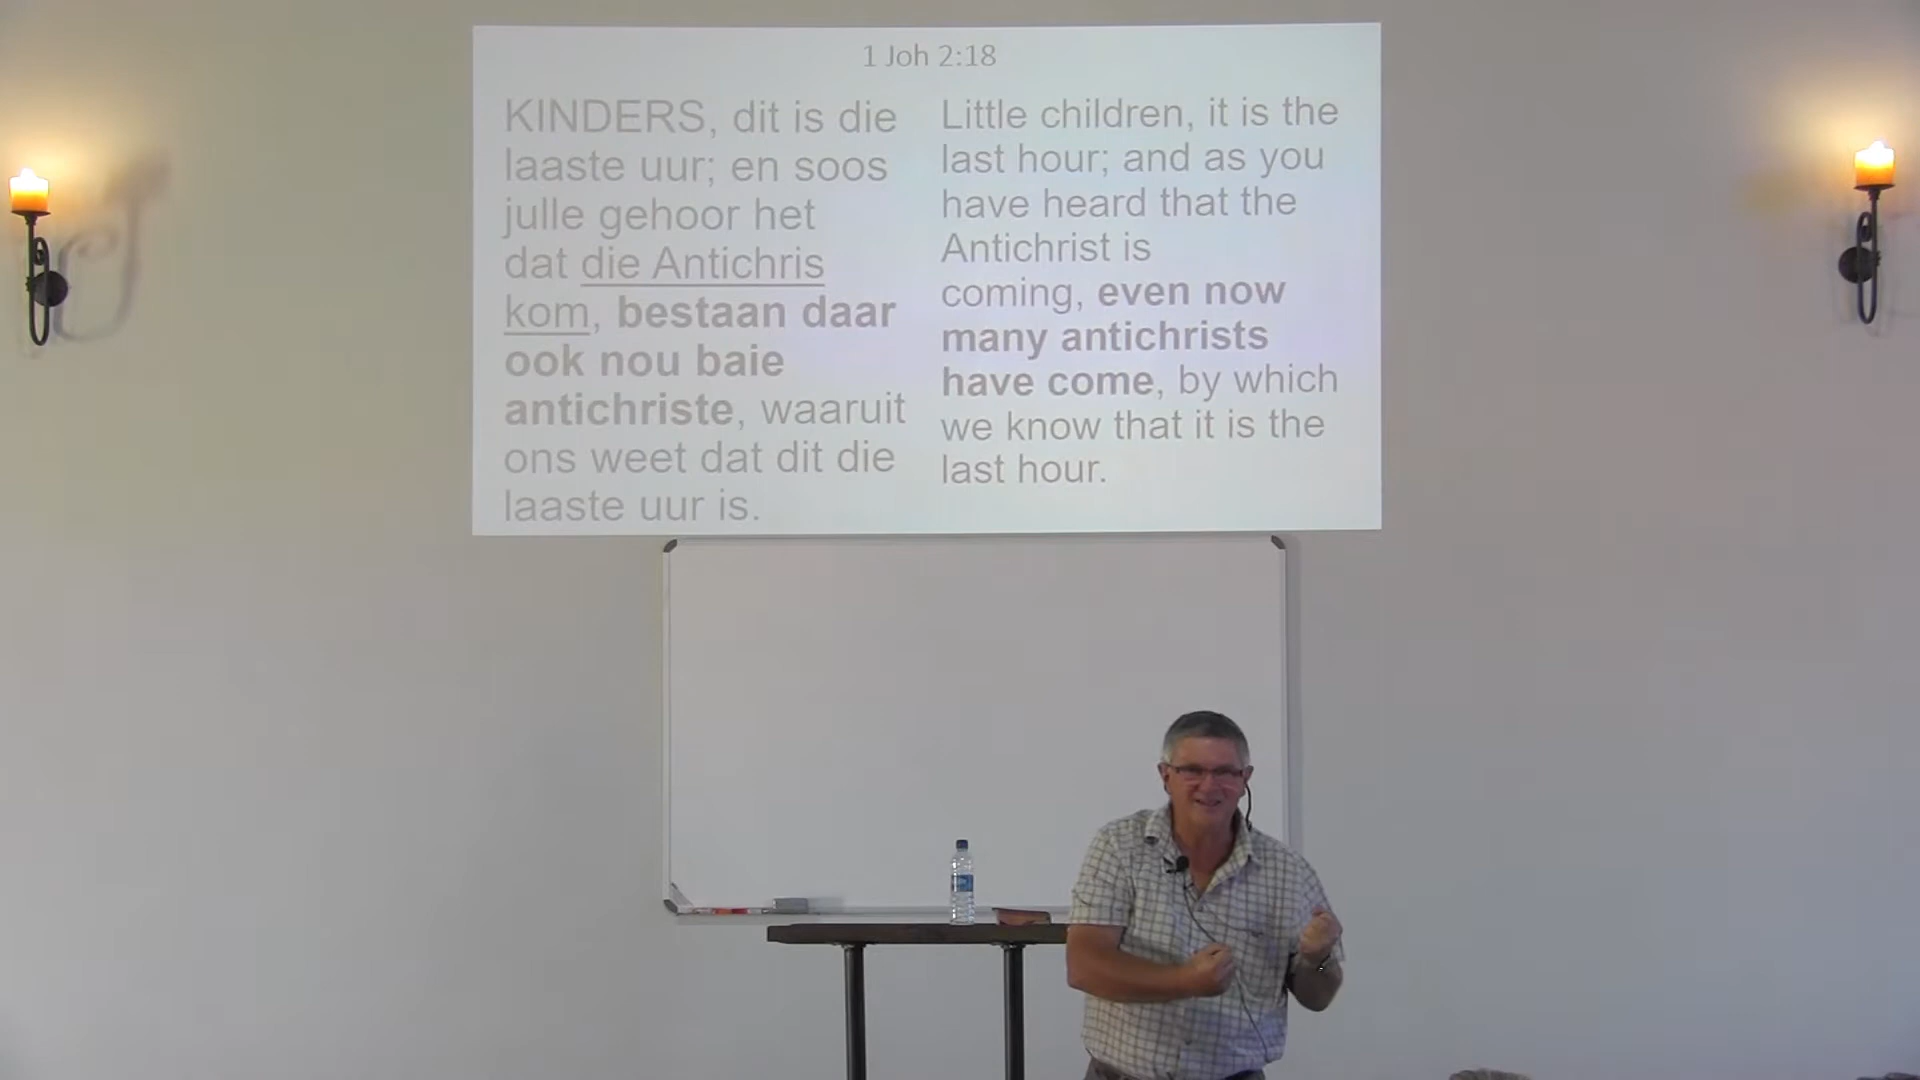 1 Joh 2:18
KINDERS, dit is die
laaste uur; en soos
julle gehoor het
dat die Antichris
kom, bestaan daar
ook nou baie
antichriste, waaruit
ons weet dat dit die
laaste uur is.
Little children, it is the
last hour; and as you
have heard that the
Antichrist is
coming, even now
many antichrists
have come, by which
we know that it is the
last hour.